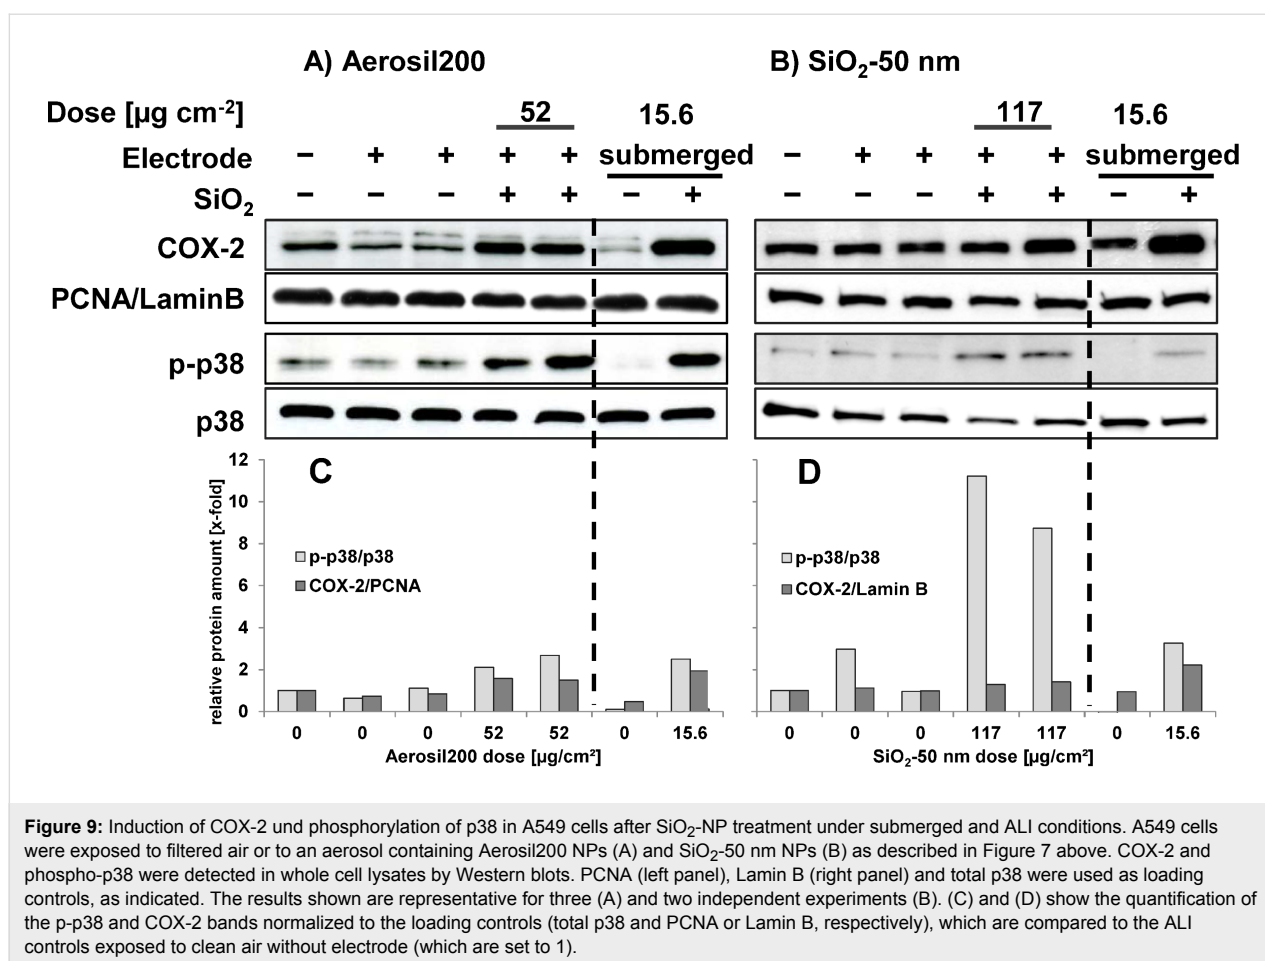 A) Aerosil200
B) SiO2-50 nm
Dose [µg cm-2]
52
15.6
117
15.6
Electrode
– + + + + submerged
– + + + + submerged
SiO2
– – – + + – +
– – – + + – +
COX-2
PCNA/LaminB
p-p38
p38
relative protein amount [x-fold]
12
10
8
6
4
2
0
C
p-p38/p38
COX-2/PCNA
0 0 0 52 52 0 15.6
Aerosil200 dose [µg/cm²]
D
p-p38/p38
COX-2/Lamin B
0 0 0 117 117 0 15.6
SiO2-50 nm dose [µg/cm²]
Figure 9: Induction of COX-2 und phosphorylation of p38 in A549 cells after SiO2-NP treatment under submerged and ALI conditions. A549 cells
were exposed to filtered air or to an aerosol containing Aerosil200 NPs (A) and SiO2-50 nm NPs (B) as described in Figure 7 above. COX-2 and
phospho-p38 were detected in whole cell lysates by Western blots. PCNA (left panel), Lamin B (right panel) and total p38 were used as loading
controls, as indicated. The results shown are representative for three (A) and two independent experiments (B). (C) and (D) show the quantification of
the p-p38 and COX-2 bands normalized to the loading controls (total p38 and PCNA or Lamin B, respectively), which are compared to the ALI
controls exposed to clean air without electrode (which are set to 1).